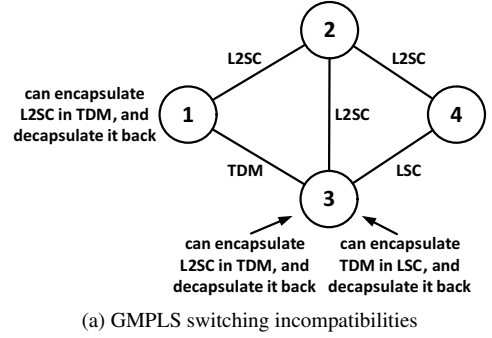 2
L2SC
L2SC
can encapsulate
L2SC in TDM, and
decapsulate it back
1
4
L2SC
TDM
LSC
3
can encapsulate
L2SC in TDM, and
decapsulate it back
can encapsulate
TDM in LSC, and
decapsulate it back
(a) GMPLS switching incompatibilities